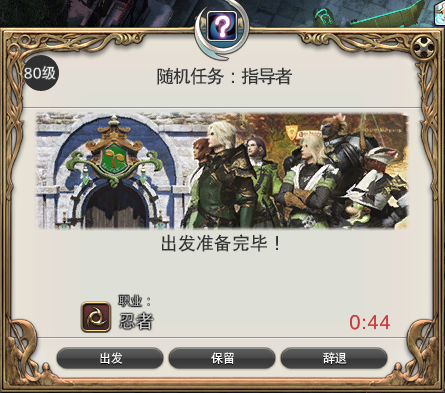 80级
随机任务：指导者
出发准备完毕！
职业：
忍者
0:44
出发
保留
辞退